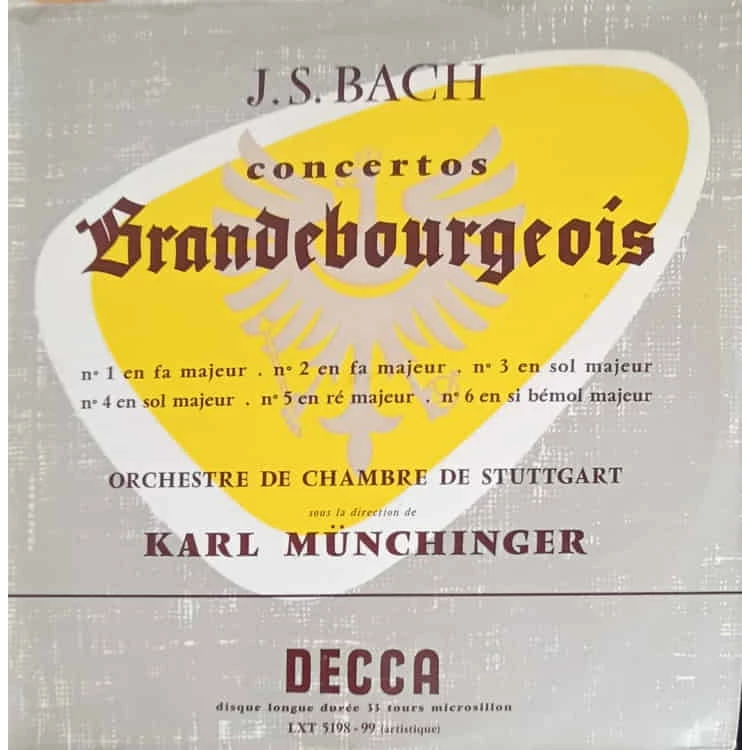 J.S. BACH
concertos
Brandebourgeois
nº 1 en fa majeur . nº 2 en fa majeur . nº 3 en sol majeur
nº 4 en sol majeur . nº 5 en ré majeur . nº 6 en si bémol majeur
ORCHESTRE DE CHAMBRE DE STUTTGART
sous la direction de
KARL MÜNCHINGER
DECCA
disque longue durée 33 tours microsillon
LXT 5198-99 (artistique)